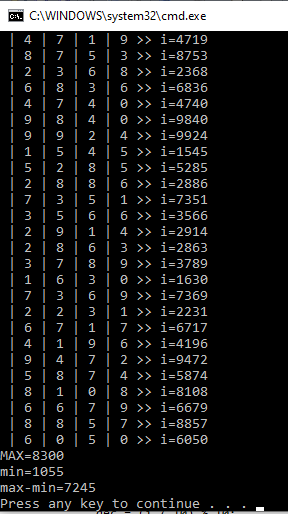 C:\WINDOWS\system32\cmd.exe
| 4 | 7 | 1 | 9 >> i=4719
| 8 | 7 | 5 | 3 >> i=8753
| 2 | 3 | 6 | 8 >> i=2368
| 6 | 8 | 3 | 6 >> i=6836
| 4 | 7 | 4 | 0 >> i=4740
| 9 | 8 | 4 | 0 >> i=9840
| 9 | 9 | 2 | 4 >> i=9924
| 1 | 5 | 4 | 5 >> i=1545
| 5 | 2 | 8 | 5 >> i=5285
| 2 | 8 | 8 | 6 >> i=2886
| 7 | 3 | 5 | 1 >> i=7351
| 3 | 5 | 6 | 6 >> i=3566
| 2 | 9 | 1 | 4 >> i=2914
| 2 | 8 | 6 | 3 >> i=2863
| 3 | 7 | 8 | 9 >> i=3789
| 1 | 6 | 3 | 0 >> i=1630
| 7 | 3 | 6 | 9 >> i=7369
| 2 | 2 | 3 | 1 >> i=2231
| 6 | 7 | 1 | 7 >> i=6717
| 4 | 1 | 9 | 6 >> i=4196
| 9 | 4 | 7 | 2 >> i=9472
| 5 | 8 | 7 | 4 >> i=5874
| 8 | 1 | 0 | 8 >> i=8108
| 6 | 6 | 7 | 9 >> i=6679
| 8 | 8 | 5 | 7 >> i=8857
| 6 | 0 | 5 | 0 >> i=6050
MAX=8300
min=1055
max-min=7245
Press any key to continue . . .